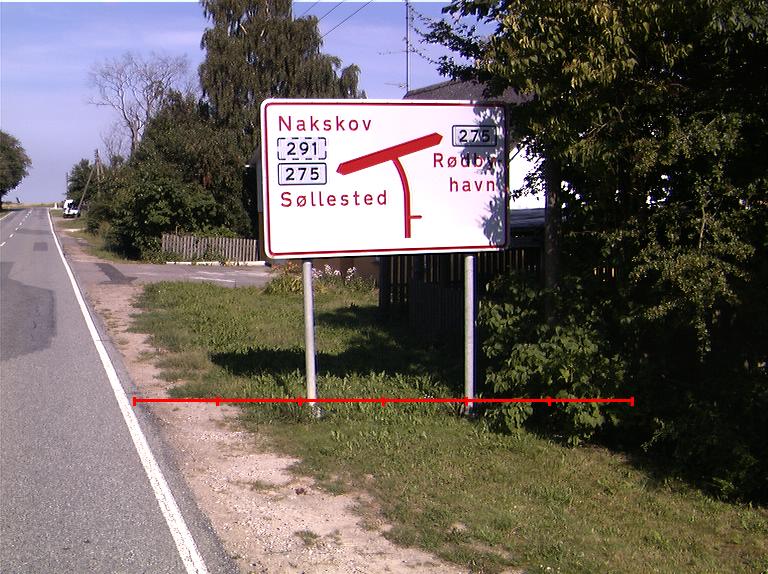 Nakskov
291
275
Søllested
275
Rødby-
havn